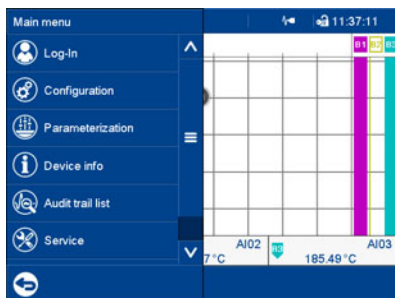 Main menu
11:37:11
Log-In
B1
B3
Configuration
Parameterization
Device info
Audit trail list
Service
AI02
AI03
7 °C
185.49 °C